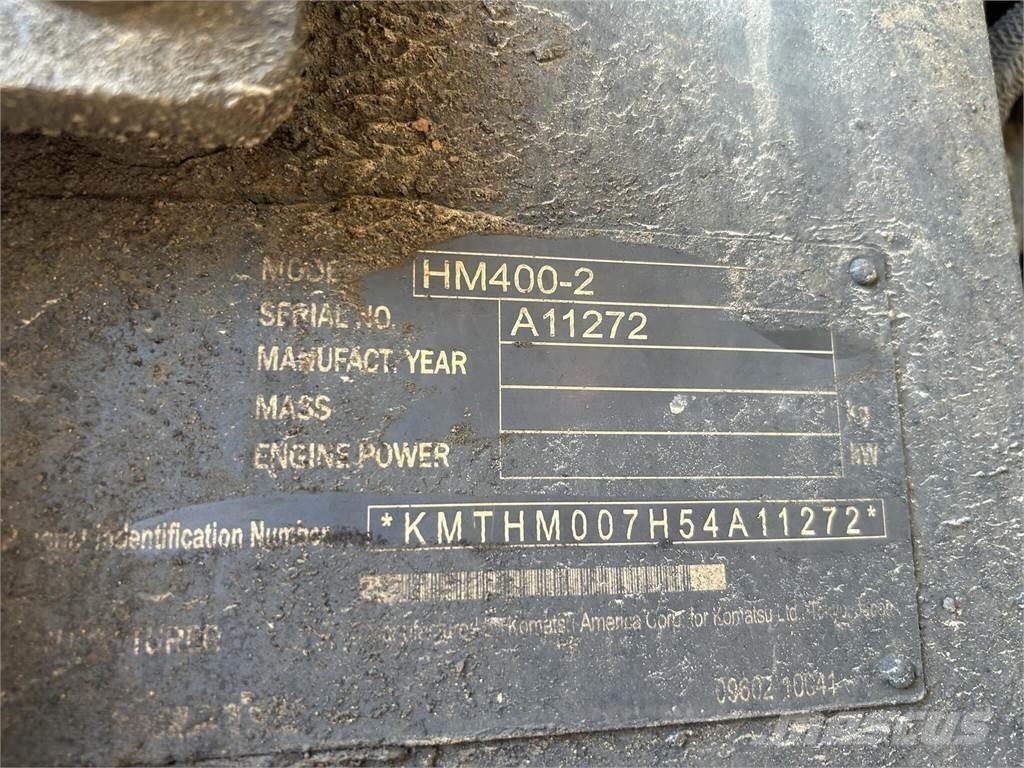 HM400-2
SERIAL NO. A11272
MANUFACT. YEAR
MASS kg
ENGINE POWER kW
Indentification Number *KMTHM007H54A11272*
Komatsu America Corp. for Komatsu Ltd.